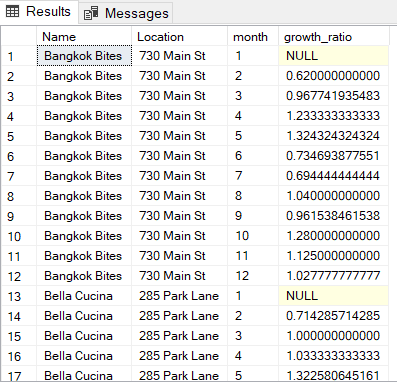 Results Messages
Name Location month growth_ratio
1 Bangkok Bites 730 Main St 1 NULL
2 Bangkok Bites 730 Main St 2 0.620000000000
3 Bangkok Bites 730 Main St 3 0.967741935483
4 Bangkok Bites 730 Main St 4 1.233333333333
5 Bangkok Bites 730 Main St 5 1.324324324324
6 Bangkok Bites 730 Main St 6 0.734693877551
7 Bangkok Bites 730 Main St 7 0.694444444444
8 Bangkok Bites 730 Main St 8 1.040000000000
9 Bangkok Bites 730 Main St 9 0.961538461538
10 Bangkok Bites 730 Main St 10 1.280000000000
11 Bangkok Bites 730 Main St 11 1.125000000000
12 Bangkok Bites 730 Main St 12 1.027777777777
13 Bella Cucina 285 Park Lane 1 NULL
14 Bella Cucina 285 Park Lane 2 0.714285714285
15 Bella Cucina 285 Park Lane 3 1.000000000000
16 Bella Cucina 285 Park Lane 4 1.033333333333
17 Bella Cucina 285 Park Lane 5 1.322580645161